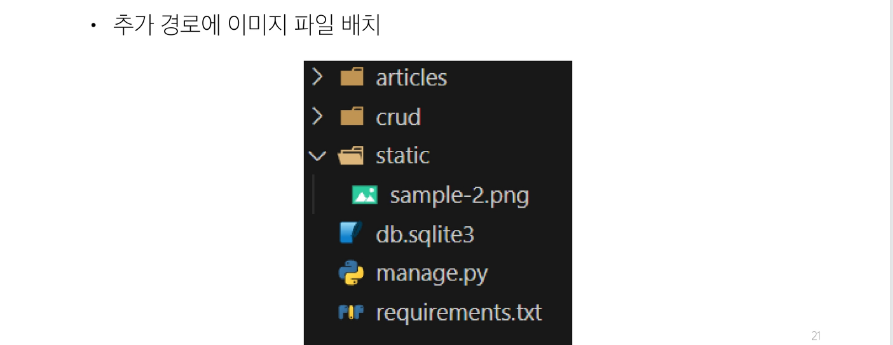 • 추가 경로에 이미지 파일 배치
articles
crud
static
sample-2.png
db.sqlite3
manage.py
requirements.txt
21